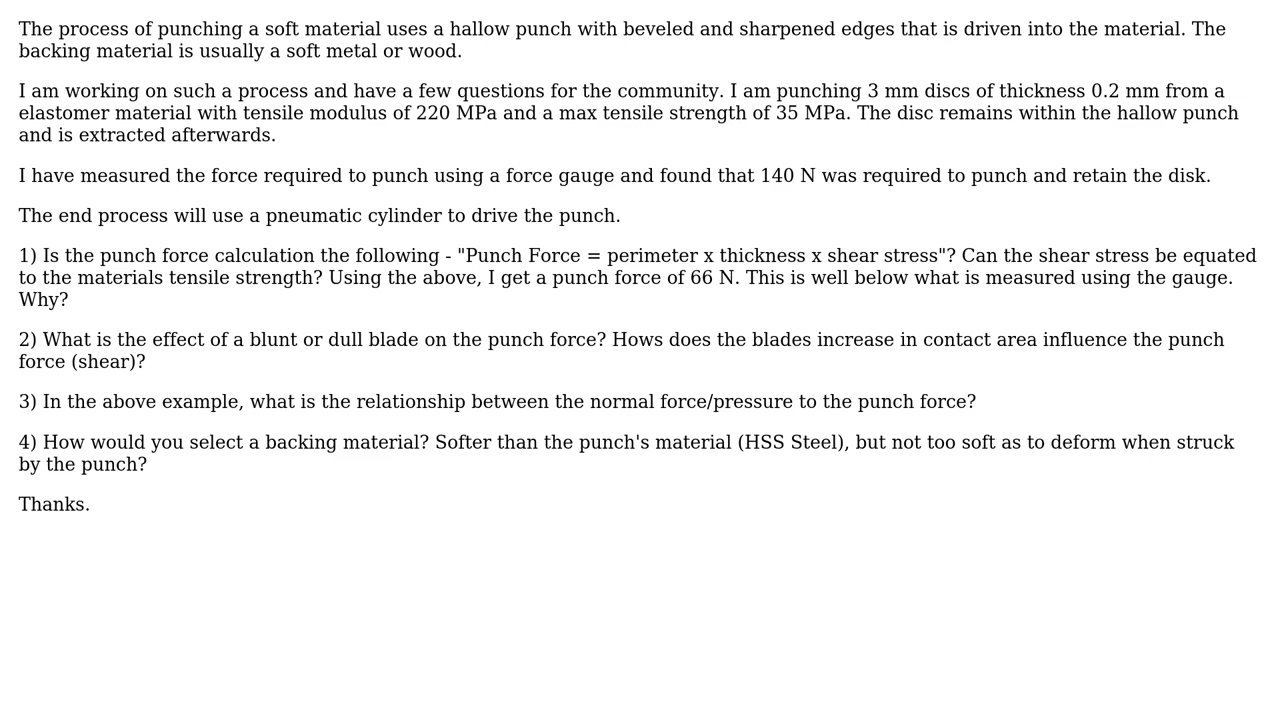 The process of punching a soft material uses a hallow punch with beveled and sharpened edges that is driven into the material. The
backing material is usually a soft metal or wood.
I am working on such a process and have a few questions for the community. I am punching 3 mm discs of thickness 0.2 mm from a
elastomer material with tensile modulus of 220 MPa and a max tensile strength of 35 MPa. The disc remains within the hallow punch
and is extracted afterwards.
I have measured the force required to punch using a force gauge and found that 140 N was required to punch and retain the disk.
The end process will use a pneumatic cylinder to drive the punch.
1) Is the punch force calculation the following - "Punch Force = perimeter x thickness x shear stress"? Can the shear stress be equated
to the materials tensile strength? Using the above, I get a punch force of 66 N. This is well below what is measured using the gauge.
Why?
2) What is the effect of a blunt or dull blade on the punch force? Hows does the blades increase in contact area influence the punch
force (shear)?
3) In the above example, what is the relationship between the normal force/pressure to the punch force?
4) How would you select a backing material? Softer than the punch's material (HSS Steel), but not too soft as to deform when struck
by the punch?
Thanks.